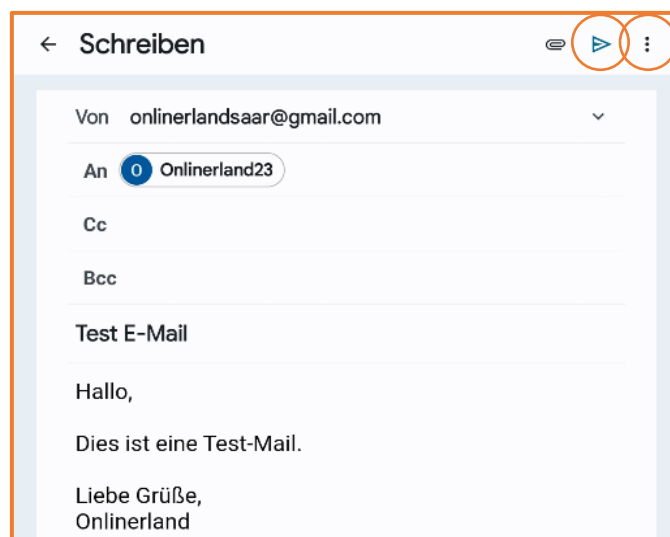 Schreiben
Von onlinerlandsaar@gmail.com
An O Onlinerland23
Cc
Bcc
Test E-Mail
Hallo,
Dies ist eine Test-Mail.
Liebe Grüße,
Onlinerland